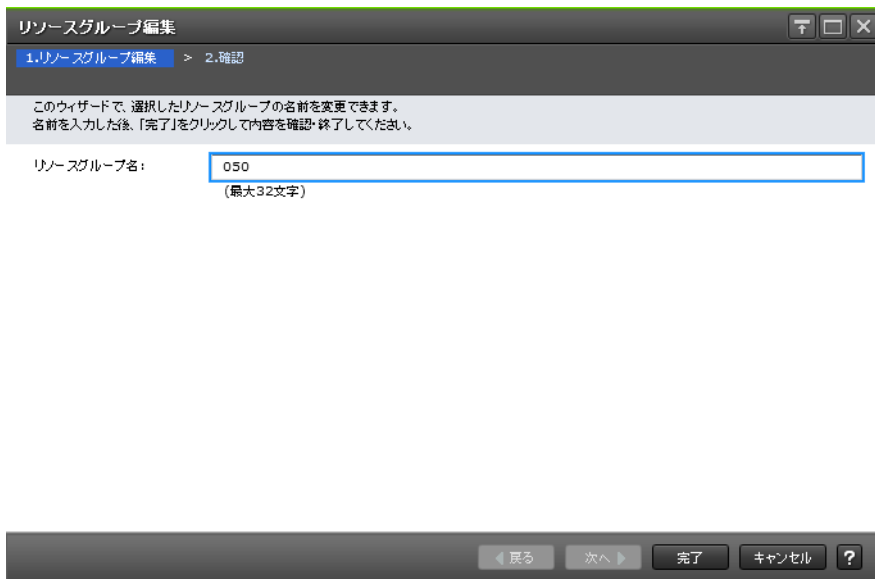 リソースグループ編集
1.リソースグループ編集 > 2.確認
このウィザードで、選択したリソースグループの名前を変更できます。
名前を入力した後、「完了」をクリックして内容を確認・終了してください。
リソースグループ名: 050
(最大32文字)
戻る 次へ 完了 キャンセル ?